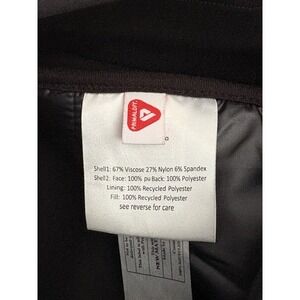 PRIMALOFT.
Shell1: 67% Viscose 27% Nylon 6% Spandex
Shell2: Face: 100% pu Back: 100% Polyester
Lining: 100% Recycled Polyester
Fill: 100% Recycled Polyester
see reverse for care